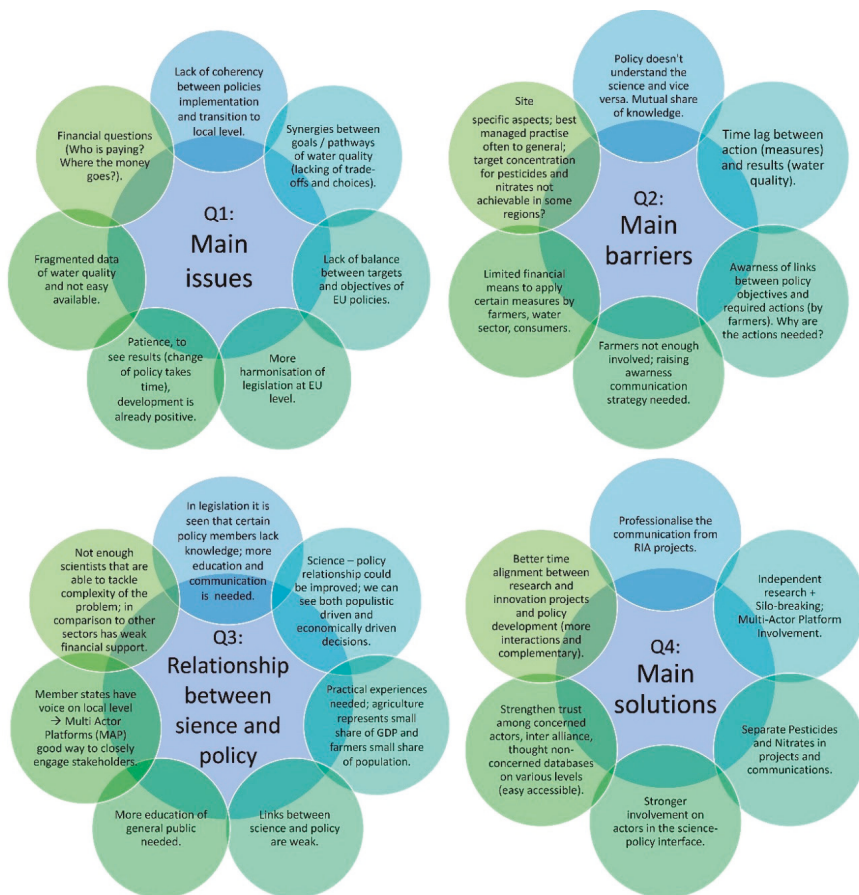 Lack of coherency
between policies
implementation
and transition to
local level.
Synergies between
goals / pathways
of water quality
(lacking of trade-
offs and choices).
Lack of balance
between targets
and objectives of
EU policies.
More
harmonisation of
legislation at EU
level.
Patience, to
see results (change
of policy takes
time),
development is
already positive.
Fragmented data
of water quality
and not easy
available.
Financial questions
(Who is paying?
Where the money
goes?).
Q1:
Main
issues
Policy doesn't
understand the
science and vice
versa. Mutual share
of knowledge.
Time lag between
action (measures)
and results (water
quality).
Awarness of links
between policy
objectives and
required actions (by
farmers). Why are
the actions needed?
Farmers not enough
involved; raising
awarness
communication
strategy needed.
Limited financial
means to apply
certain measures by
farmers, water
sector, consumers.
Site
specific aspects; best
managed practise
often to general;
target concentration
for pesticides and
nitrates not
achievable in some
regions?
Q2:
Main
barriers
In legislation it is
seen that certain
policy members lack
knowledge; more
education and
communication
is needed.
Science – policy
relationship could
be improved; we can
see both populistic
driven and
economically driven
decisions.
Practical experiences
needed; agriculture
represents small
share of GDP and
farmers small share
of population.
Links between
science and policy
are weak.
More education of
general public
needed.
Member states have
voice on local level
→ Multi Actor
Platforms (MAP)
good way to closely
engage stakeholders.
Not enough
scientists that are
able to tackle
complexity of the
problem; in
comparison to other
sectors has weak
financial support.
Q3:
Relationship
between
sience and
policy
Professionalise the
communication from
RIA projects.
Independent
research +
Silo-breaking;
Multi-Actor Platform
Involvement.
Separate Pesticides
and Nitrates in
projects and
communications.
Stronger
involvement on
actors in the science-
policy interface.
Strengthen trust
among concerned
actors, inter alliance,
thought non-
concerned databases
on various levels
(easy accessible).
Better time
alignment between
research and
innovation projects
and policy
development (more
interactions and
complementary).
Q4:
Main
solutions